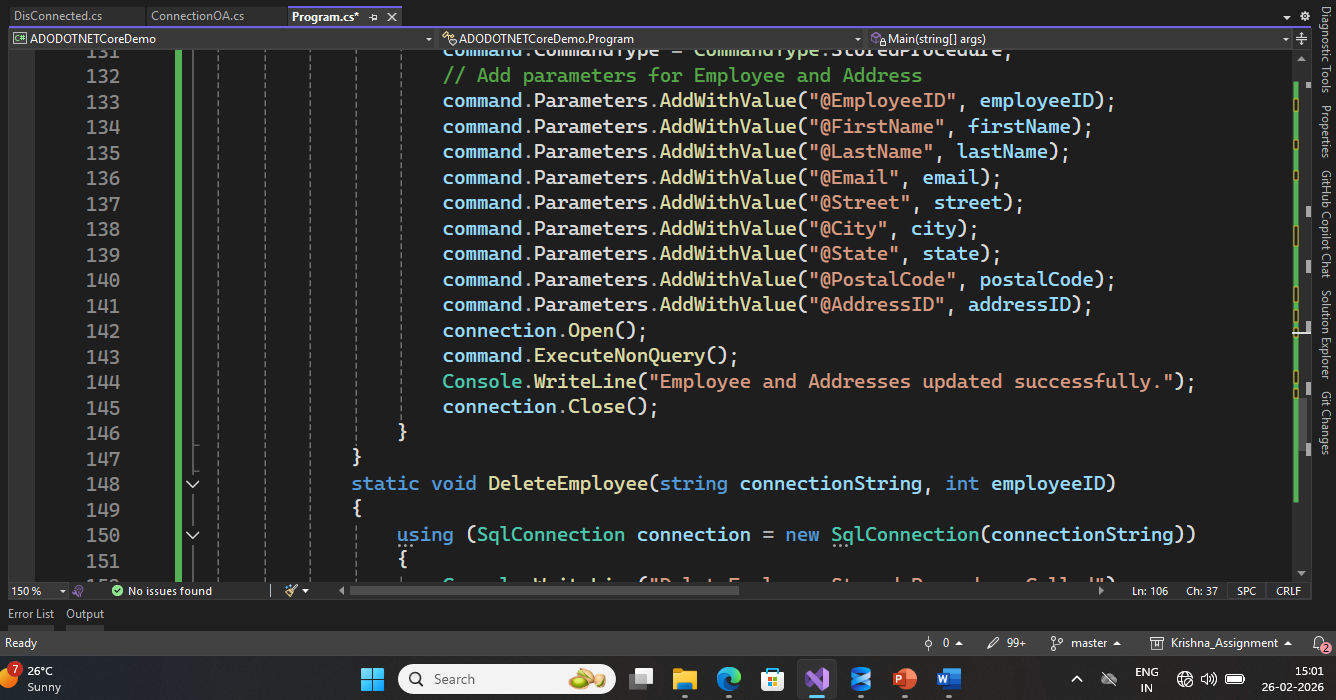 DisConnected.cs
ConnectionOA.cs
Program.cs*
ADODOTNETCoreDemo
ADODOTNETCoreDemo.Program
Main(string[] args)
131 command.CommandType = CommandType.StoredProcedure;
132 // Add parameters for Employee and Address
133 command.Parameters.AddWithValue("@EmployeeID", employeeID);
134 command.Parameters.AddWithValue("@FirstName", firstName);
135 command.Parameters.AddWithValue("@LastName", lastName);
136 command.Parameters.AddWithValue("@Email", email);
137 command.Parameters.AddWithValue("@Street", street);
138 command.Parameters.AddWithValue("@City", city);
139 command.Parameters.AddWithValue("@State", state);
140 command.Parameters.AddWithValue("@PostalCode", postalCode);
141 command.Parameters.AddWithValue("@AddressID", addressID);
142 connection.Open();
143 command.ExecuteNonQuery();
144 Console.WriteLine("Employee and Addresses updated successfully.");
145 connection.Close();
146 }
147 }
148 static void DeleteEmployee(string connectionString, int employeeID)
149 {
150 using (SqlConnection connection = new SqlConnection(connectionString))
151 {
Diagnostic Tools
Properties
GitHub Copilot Chat
Solution Explorer
Git Changes
150 %
No issues found
Ln: 106
Ch: 37
SPC
CRLF
Error List
Output
Ready
0
99+
master
Krishna_Assignment
2
7
26°C
Sunny
Search
ENG
IN
15:01
26-02-2026